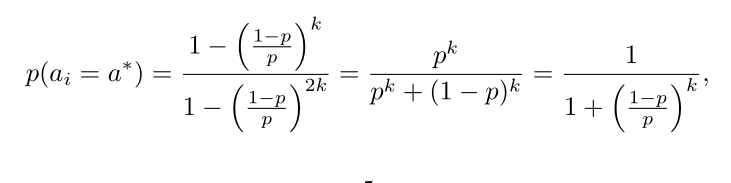 p(a_i = a^*) = \frac{1 - \left(\frac{1-p}{p}\right)^k}{1 - \left(\frac{1-p}{p}\right)^{2k}} = \frac{p^k}{p^k + (1-p)^k} = \frac{1}{1 + \left(\frac{1-p}{p}\right)^k},